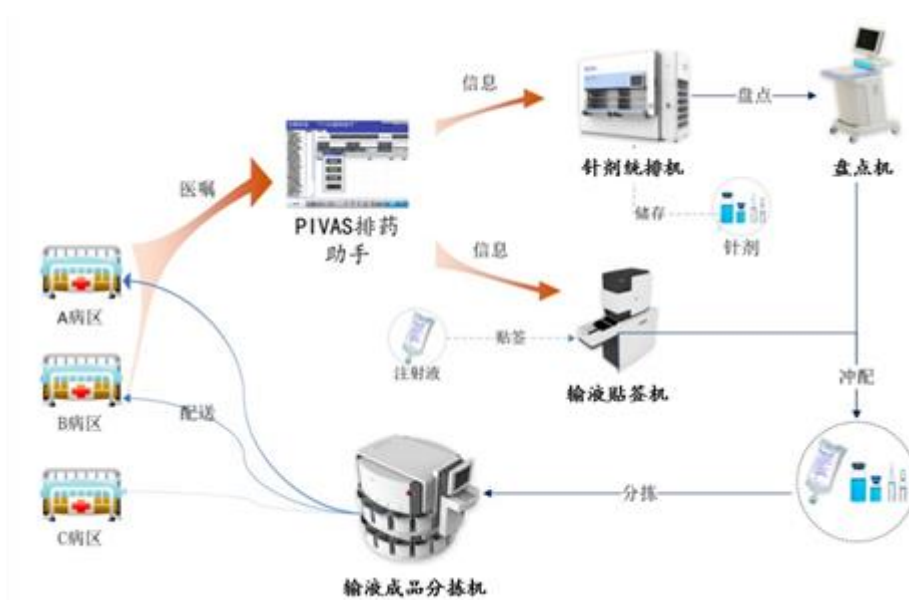 信息
盘点
医嘱
针剂统排机
盘点机
PIVAS排药
助手
储存
针剂
信息
A病区
贴签
注射液
输液贴签机
冲配
B病区
配送
分拣
C病区
输液成品分拣机